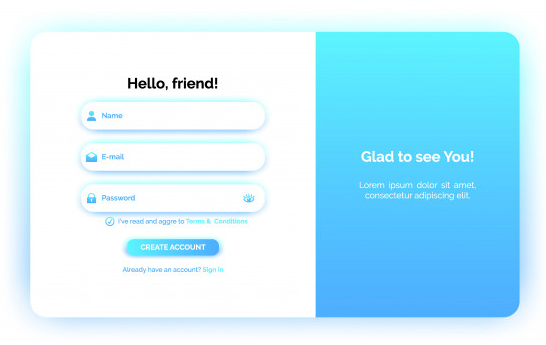 Hello, friend!
Name
E-mail
Password
I've read and aggre to Terms & Conditions
CREATE ACCOUNT
Already have an account? Sign in
Glad to see You!
Lorem ipsum dolor sit amet,
consectetur adipiscing elit.